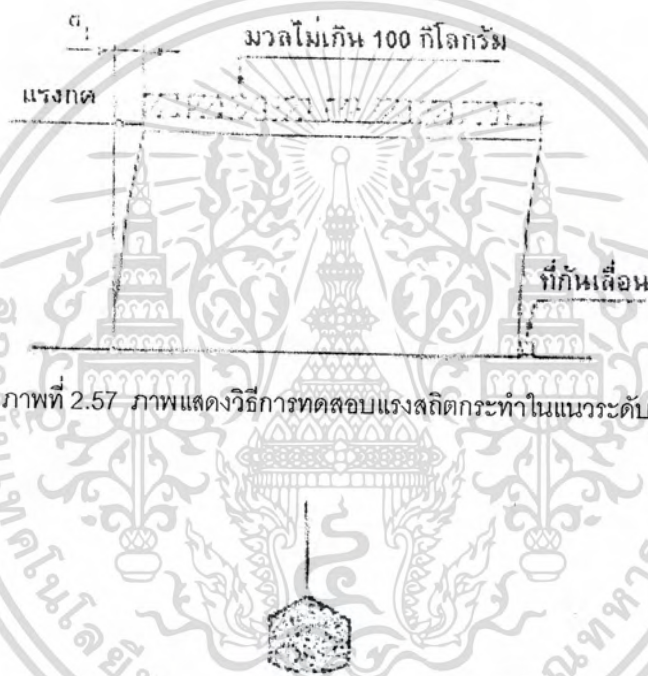 d₁
มวลไม่เกิน 100 กิโลกรัม
แรงกด
ที่กันเลื่อน
ภาพที่ 2.57 ภาพแสดงวิธีการทดสอบแรงสถิตกระทำในแนวระดับ